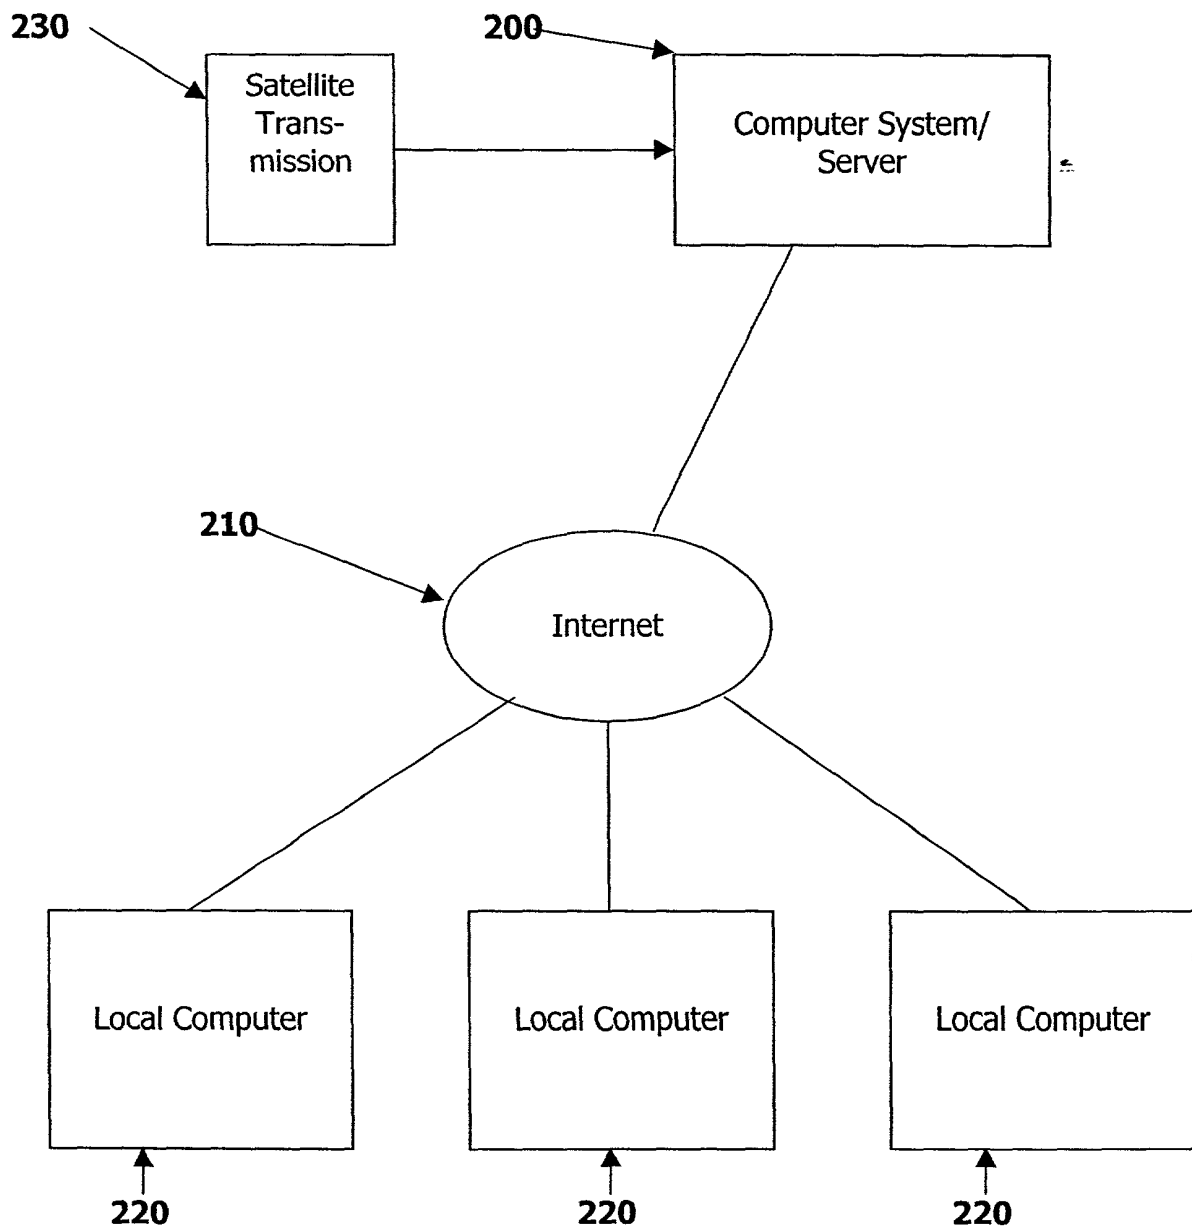 230
200
Satellite
Trans-
mission
Computer System/
Server
210
Internet
Local Computer
Local Computer
Local Computer
220
220
220